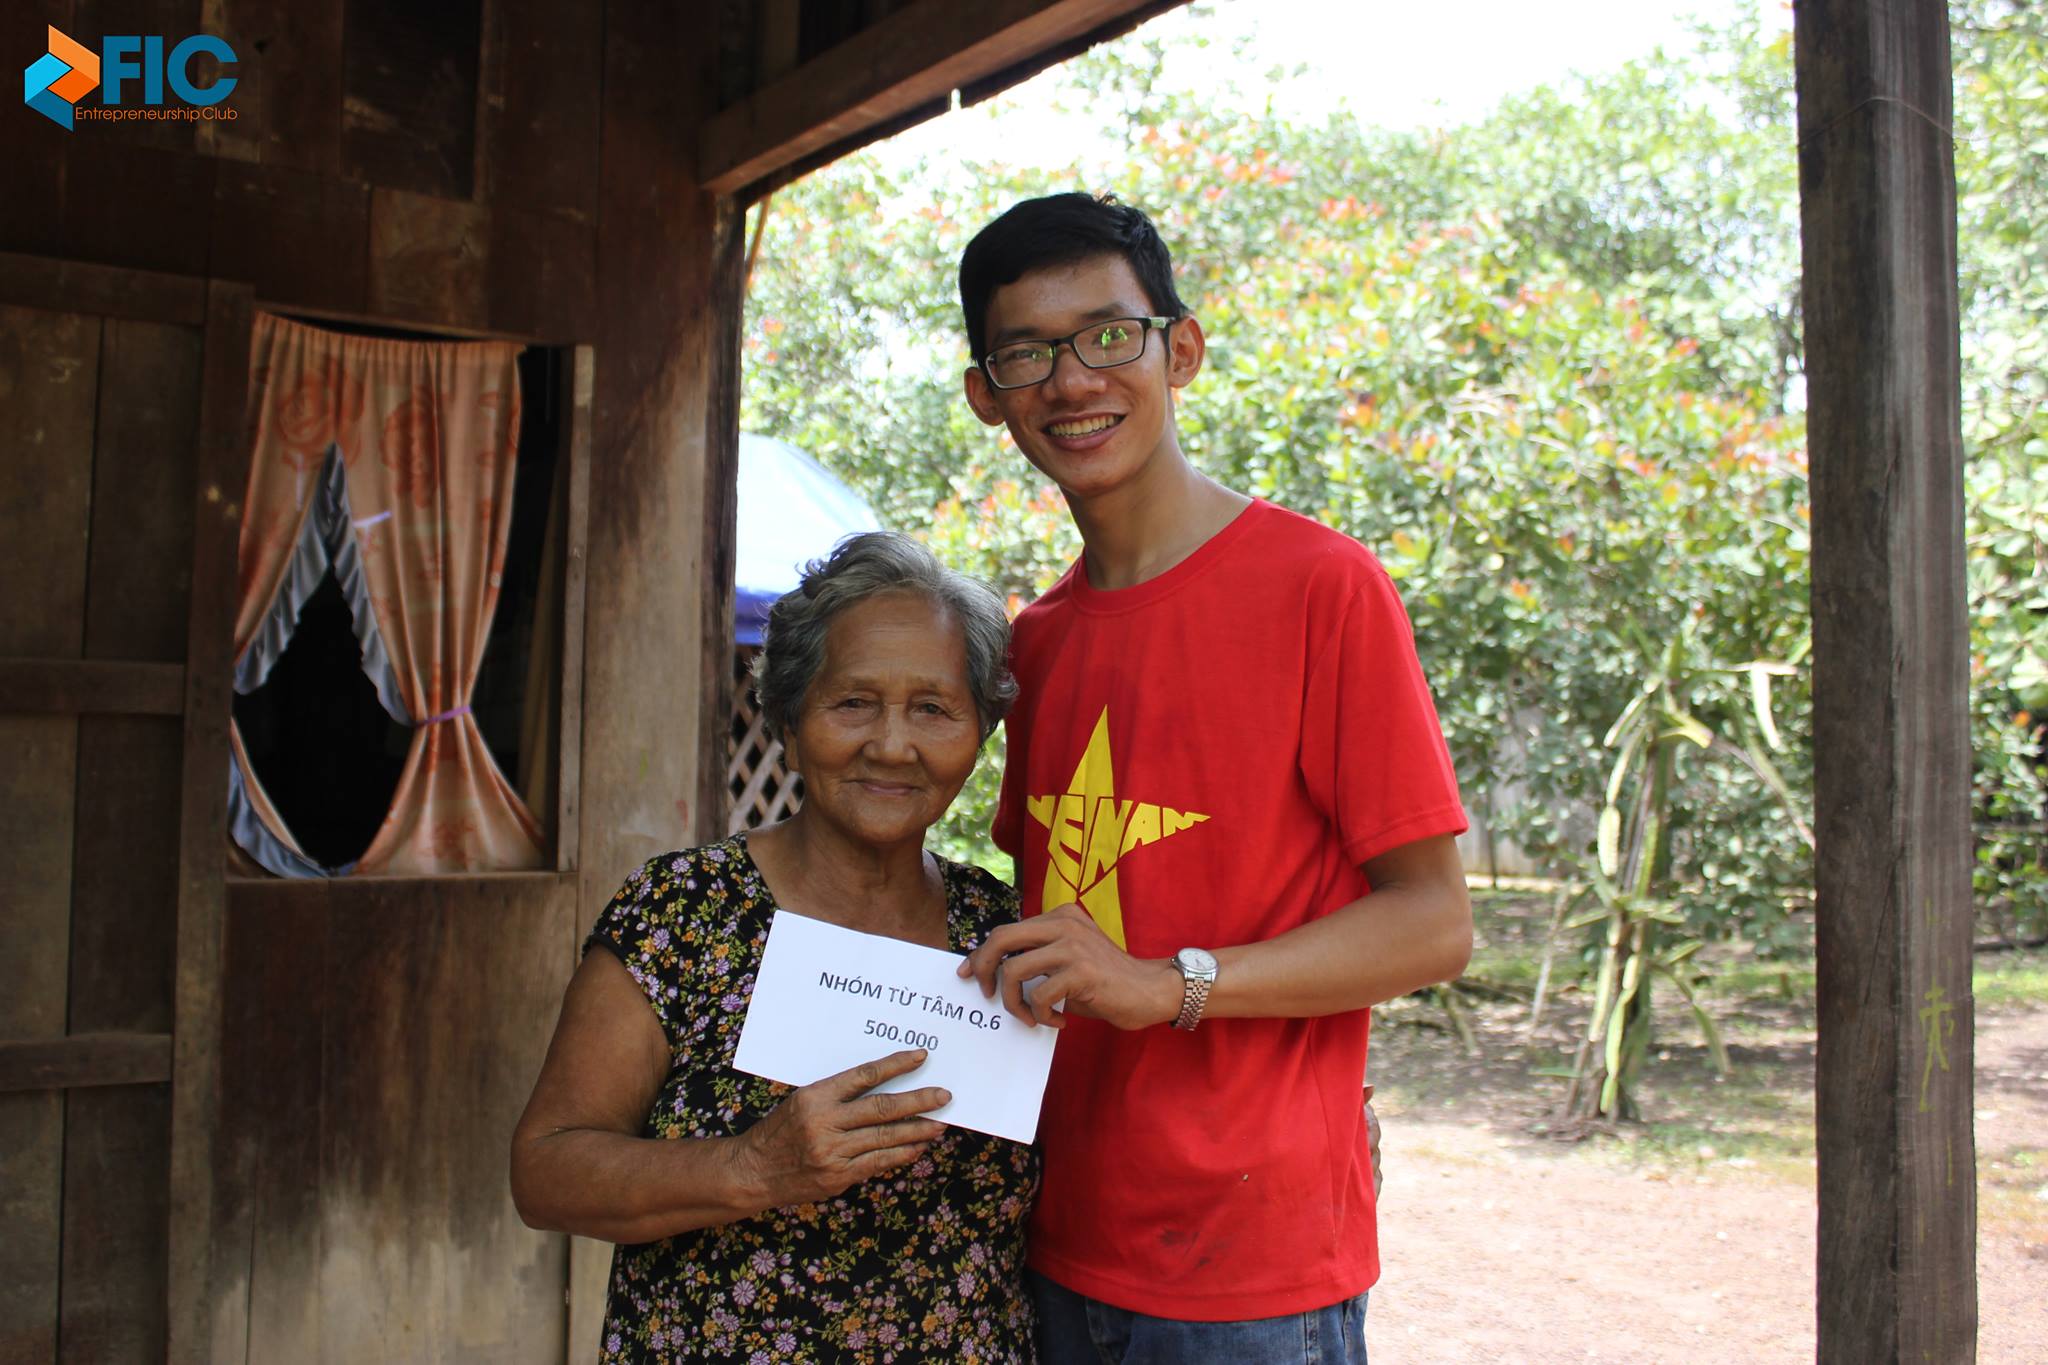 FIC
Entrepreneurship Club
VIETNAM
NHÓM TỪ TÂM Q.6
500.000